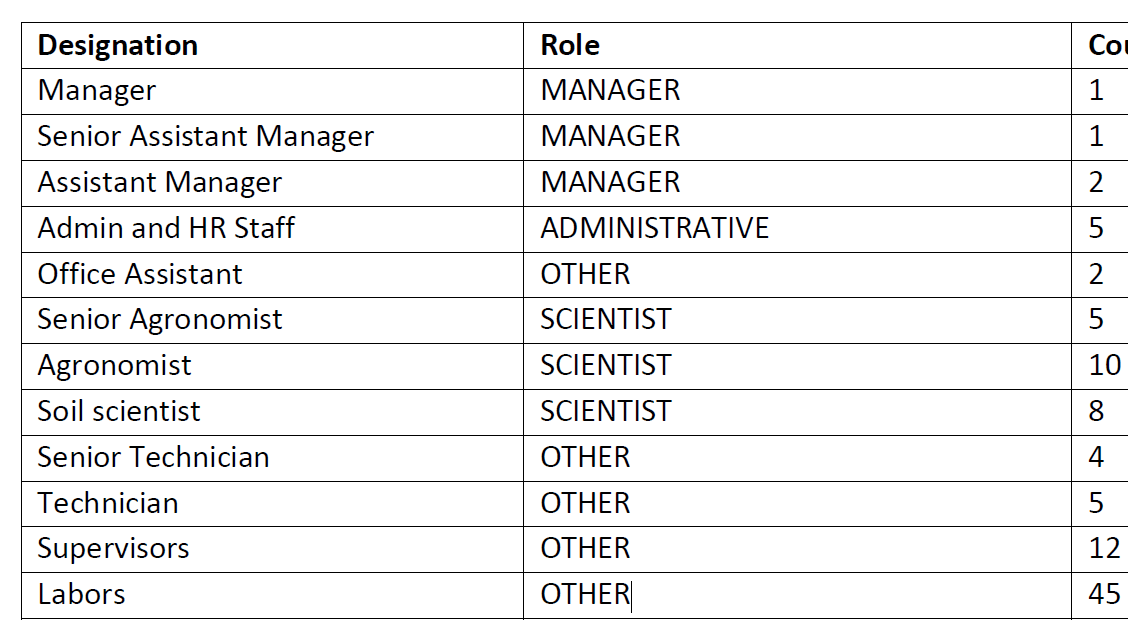 Designation Role Cou
Manager MANAGER 1
Senior Assistant Manager MANAGER 1
Assistant Manager MANAGER 2
Admin and HR Staff ADMINISTRATIVE 5
Office Assistant OTHER 2
Senior Agronomist SCIENTIST 5
Agronomist SCIENTIST 10
Soil scientist SCIENTIST 8
Senior Technician OTHER 4
Technician OTHER 5
Supervisors OTHER 12
Labors OTHER 45